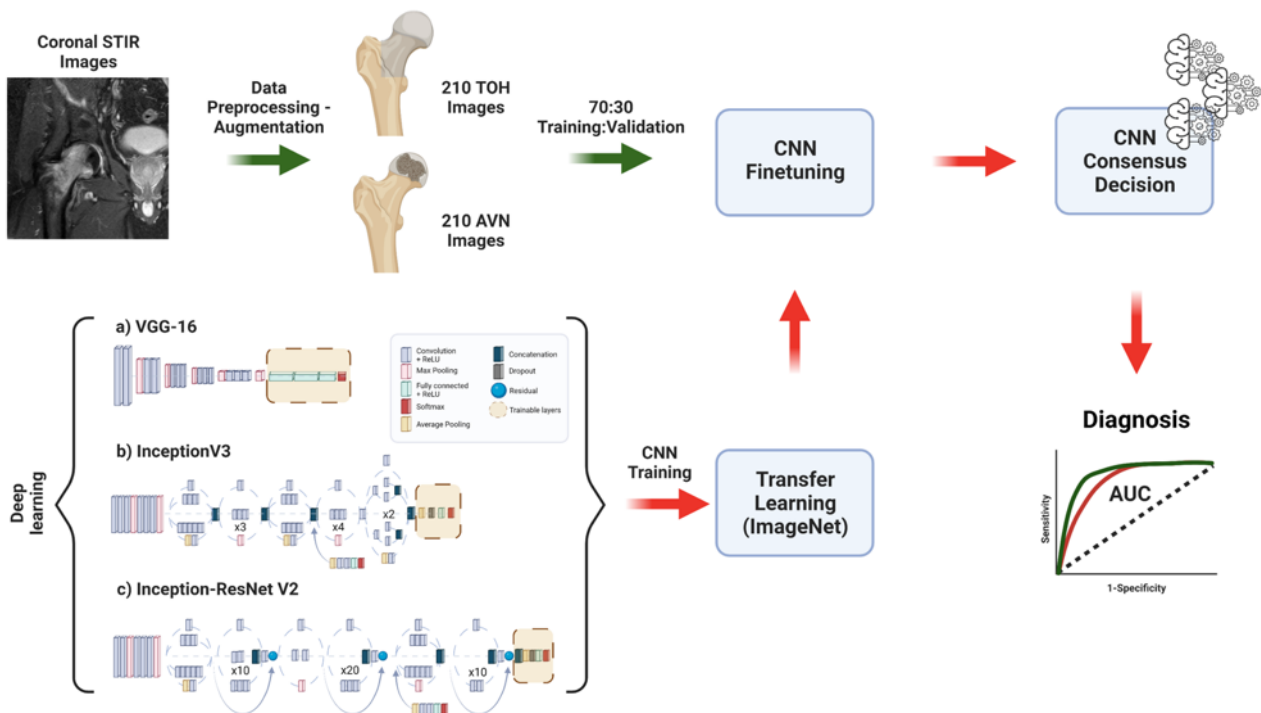 Coronal STIR
Images
Data
Preprocessing -
Augmentation
210 TOH
Images
210 AVN
Images
70:30
Training:Validation
CNN
Finetuning
CNN
Consensus
Decision
Deep
learning
a) VGG-16
Convolution
+ ReLU
Max Pooling
Fully connected
+ ReLU
Softmax
Average Pooling
Concatenation
Dropout
Residual
Trainable layers
b) InceptionV3
x3
x4
x2
c) Inception-ResNet V2
x10
x20
x10
CNN
Training
Transfer
Learning
(ImageNet)
Diagnosis
AUC
Sensitivity
1-Specificity